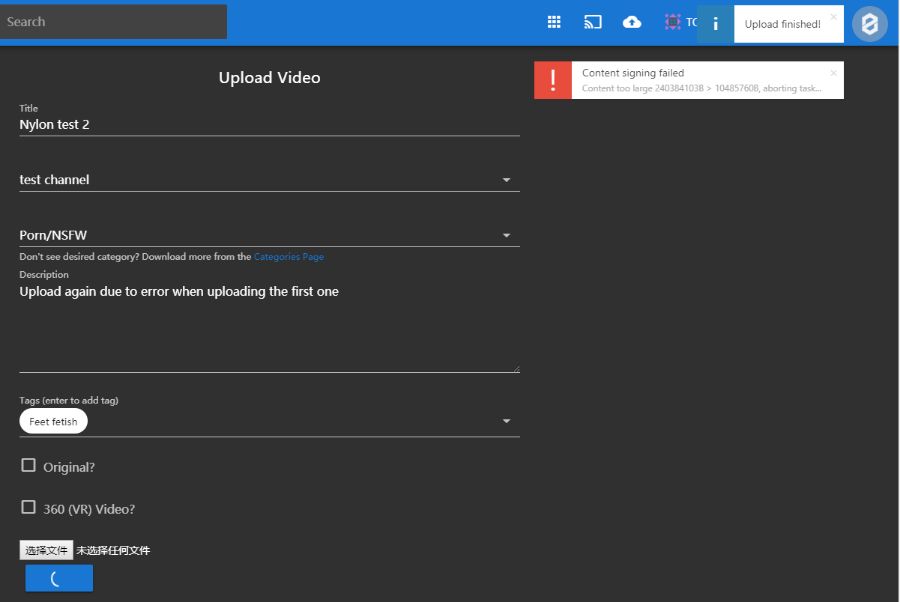 Search
TO
Upload finished!
Upload Video
Content signing failed
Content too large 2403841038 > 104857608, aborting task...
Title
Nylon test 2
test channel
Porn/NSFW
Don't see desired category? Download more from the Categories Page
Description
Upload again due to error when uploading the first one
Tags (enter to add tag)
Feet fetish
Original?
360 (VR) Video?
选择文件 未选择任何文件